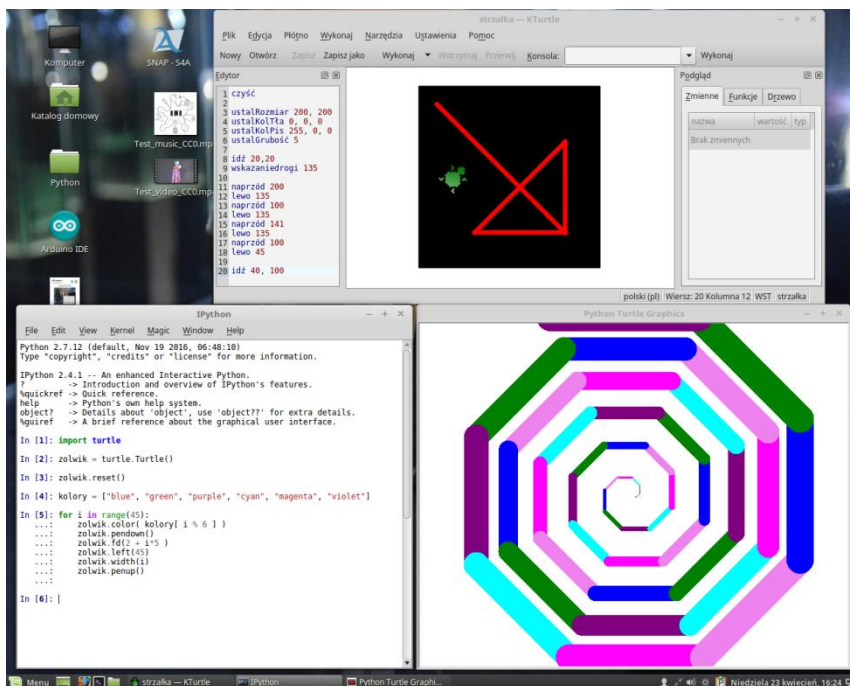 Komputer
SNAP - S4A
Katalog domowy
Test_music_CC0.mp
Python
Test_video_CC0.mp
Arduino IDE
strzałka — KTurtle
Plik Edycja Płótno Wykonaj Narzędzia Ustawienia Pomoc
Nowy Otwórz Zapisz Zapisz jako Wykonaj Wstrzymaj Przerwij Konsola: Wykonaj
Edytor
1 czyść
2
3 ustalRozmiar 200, 200
4 ustalKolTła 0, 0, 0
5 ustalKolPis 255, 0, 0
6 ustalGrubość 5
7
8 idź 20,20
9 wskazaniedrogi 135
10
11 naprzód 200
12 lewo 135
13 naprzód 100
14 lewo 135
15 naprzód 141
16 lewo 135
17 naprzód 100
18 lewo 45
19
20 idź 40, 100
Podgląd
Zmienne Funkcje Drzewo
nazwa wartość typ
Brak zmiennych
polski (pl) Wiersz: 20 Kolumna 12 WST strzałka
IPython
File Edit View Kernel Magic Window Help
Python 2.7.12 (default, Nov 19 2016, 06:48:10)
Type "copyright", "credits" or "license" for more information.
IPython 2.4.1 -- An enhanced Interactive Python.
? -> Introduction and overview of IPython's features.
%quickref -> Quick reference.
help -> Python's own help system.
object? -> Details about 'object', use 'object??' for extra details.
%guiref -> A brief reference about the graphical user interface.
In [1]: import turtle
In [2]: zolwik = turtle.Turtle()
In [3]: zolwik.reset()
In [4]: kolory = ["blue", "green", "purple", "cyan", "magenta", "violet"]
In [5]: for i in range(45):
...: zolwik.color( kolory[ i % 6 ] )
...: zolwik.pendown()
...: zolwik.fd(2 + i*5 )
...: zolwik.left(45)
...: zolwik.width(i)
...: zolwik.penup()
...:
In [6]:
Python Turtle Graphics
Menu strzałka — KTurtle IPython Python Turtle Graphi... Niedziela 23 kwiecień, 16:24